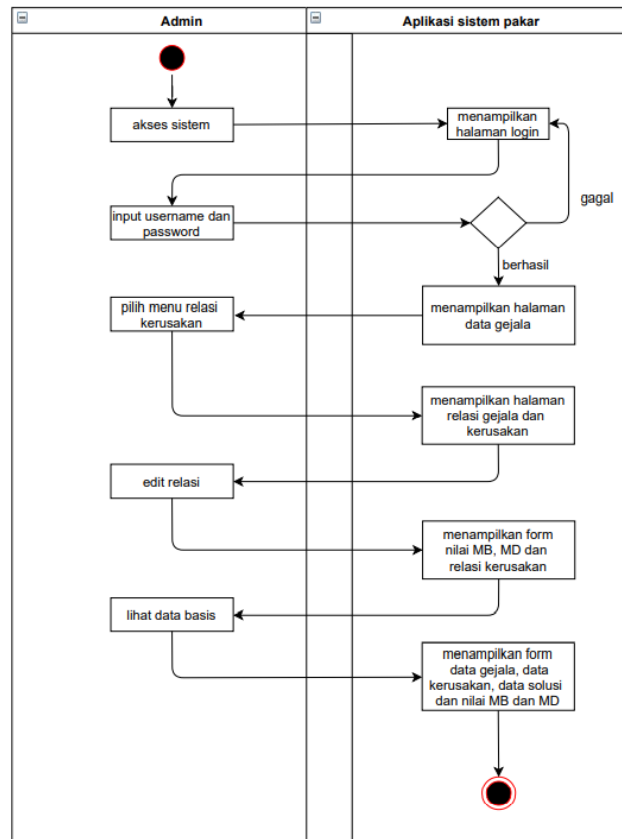 Admin
Aplikasi sistem pakar
akses sistem
menampilkan
halaman login
input username dan
password
gagal
berhasil
menampilkan halaman
data gejala
pilih menu relasi
kerusakan
menampilkan halaman
relasi gejala dan
kerusakan
edit relasi
menampilkan form
nilai MB, MD dan
relasi kerusakan
lihat data basis
menampilkan form
data gejala, data
kerusakan, data solusi
dan nilai MB dan MD